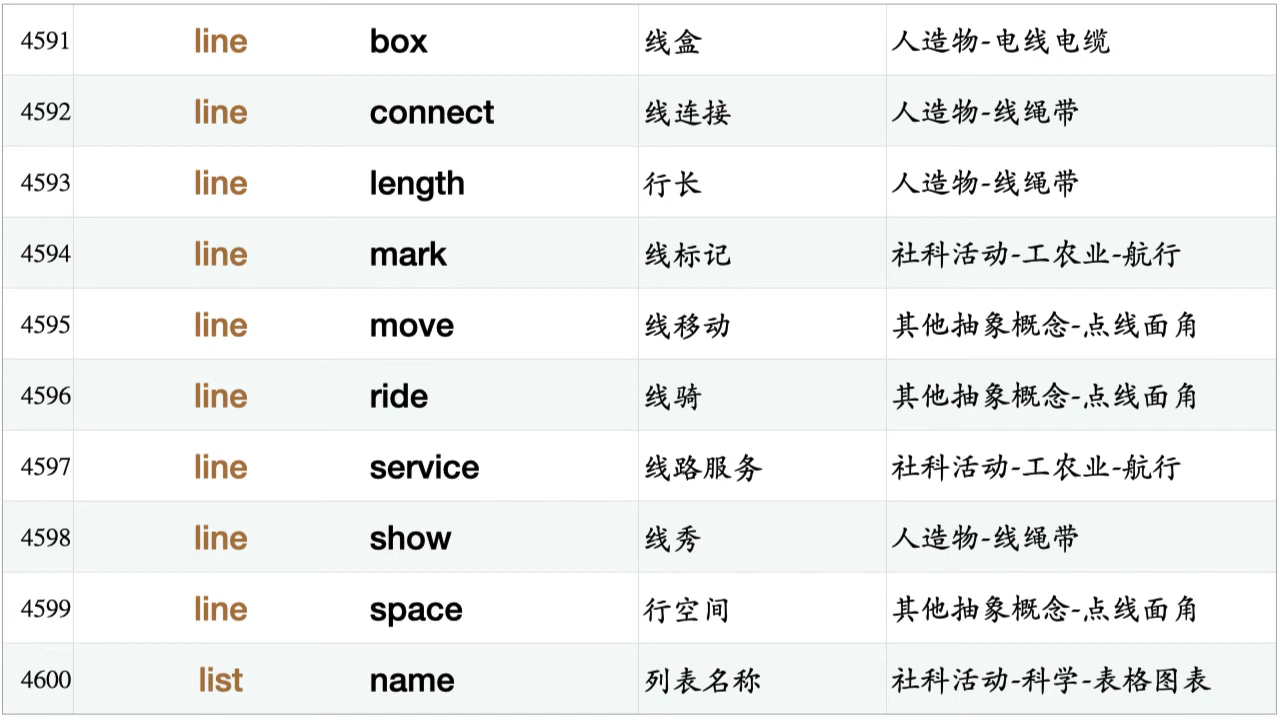 4591 line box 线盒 人造物-电线电缆
4592 line connect 线连接 人造物-线绳带
4593 line length 行长 人造物-线绳带
4594 line mark 线标记 社科活动-工农业-航行
4595 line move 线移动 其他抽象概念-点线面角
4596 line ride 线骑 其他抽象概念-点线面角
4597 line service 线路服务 社科活动-工农业-航行
4598 line show 线秀 人造物-线绳带
4599 line space 行空间 其他抽象概念-点线面角
4600 list name 列表名称 社科活动-科学-表格图表